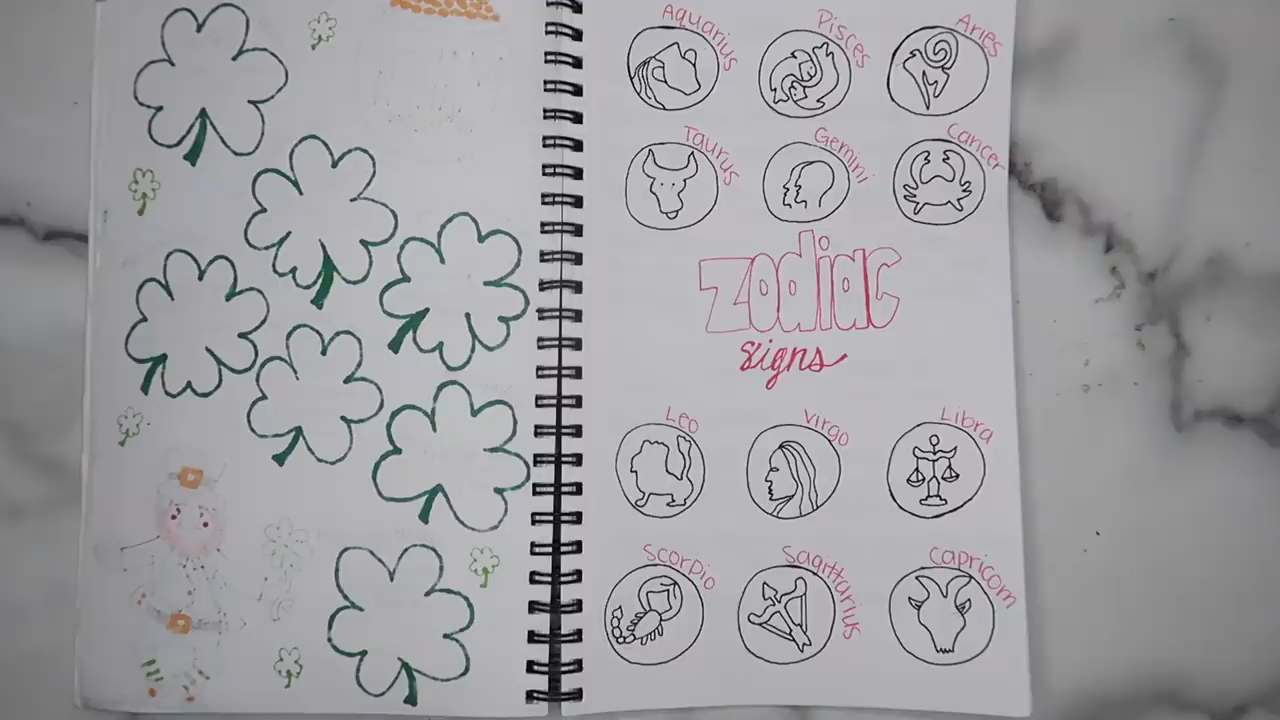 Aquarius
Pisces
Aries
Taurus
Gemini
Cancer
zodiac
signs
Leo
Virgo
Libra
Scorpio
Sagittarius
Capricorn